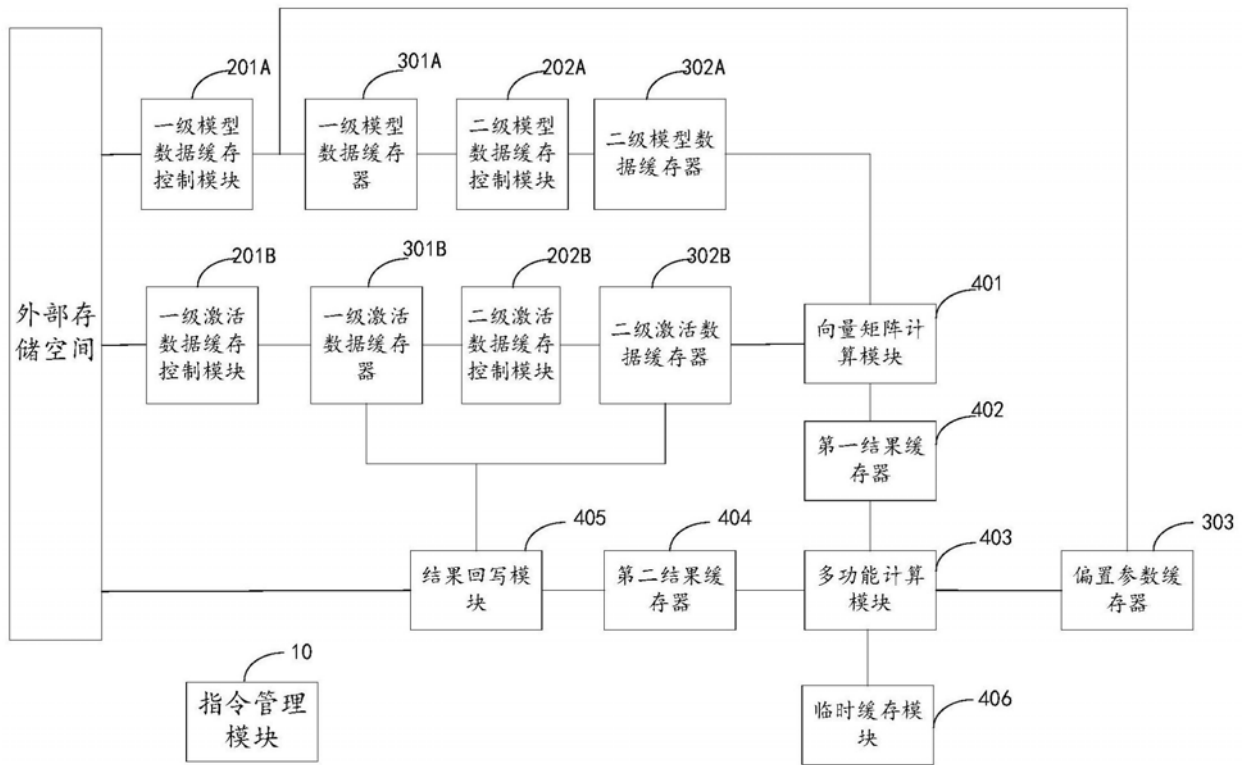 201A
301A
202A
302A
一级模型
数据缓存
控制模块
一级模型
数据缓存
器
二级模型
数据缓存
控制模块
二级模型数
据缓存器
201B
301B
202B
302B
401
外部存
储空间
一级激活
数据缓存
控制模块
一级激活
数据缓存
器
二级激活
数据缓存
控制模块
二级激活数
据缓存器
向量矩阵计
算模块
402
第一结果缓
存器
405
404
403
303
结果回写模
块
第二结果缓
存器
多功能计算
模块
偏置参数缓
存器
10
指令管理
模块
临时缓存模
块
406